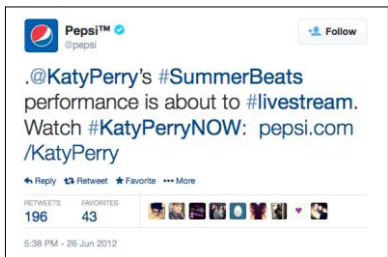 Pepsi™
@pepsi
Follow
.@KatyPerry's #SummerBeats
performance is about to #livestream.
Watch #KatyPerryNOW: pepsi.com
/KatyPerry
Reply Retweet Favorite ••• More
RETWEETS FAVORITES
196 43
5:38 PM - 26 Jun 2012